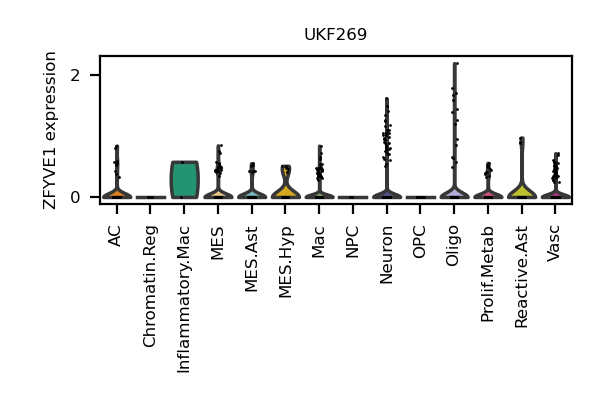 UKF269
ZFYVE1 expression
2
0
AC
Chromatin.Reg
Inflammatory.Mac
MES
MES.Ast
MES.Hyp
Mac
NPC
Neuron
OPC
Oligo
Prolif.Metab
Reactive.Ast
Vasc